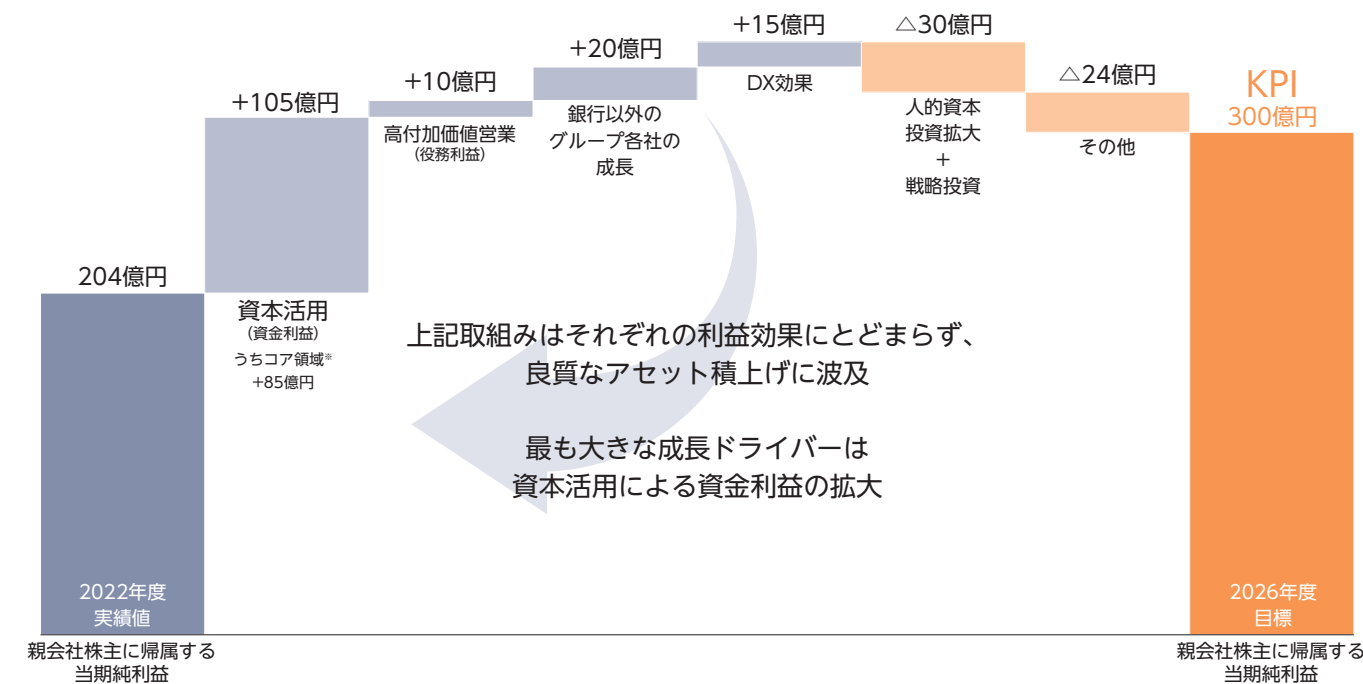 204億円
2022年度
実績値
親会社株主に帰属する
当期純利益
+105億円
資本活用
(資金利益)
うちコア領域※
+85億円
+10億円
高付加価値営業
(役務利益)
+20億円
銀行以外の
グループ各社の
成長
+15億円
DX効果
△30億円
人的資本
投資拡大
+
戦略投資
△24億円
その他
KPI
300億円
2026年度
目標
親会社株主に帰属する
当期純利益
上記取組みはそれぞれの利益効果にとどまらず、
良質なアセット積上げに波及
最も大きな成長ドライバーは
資本活用による資金利益の拡大